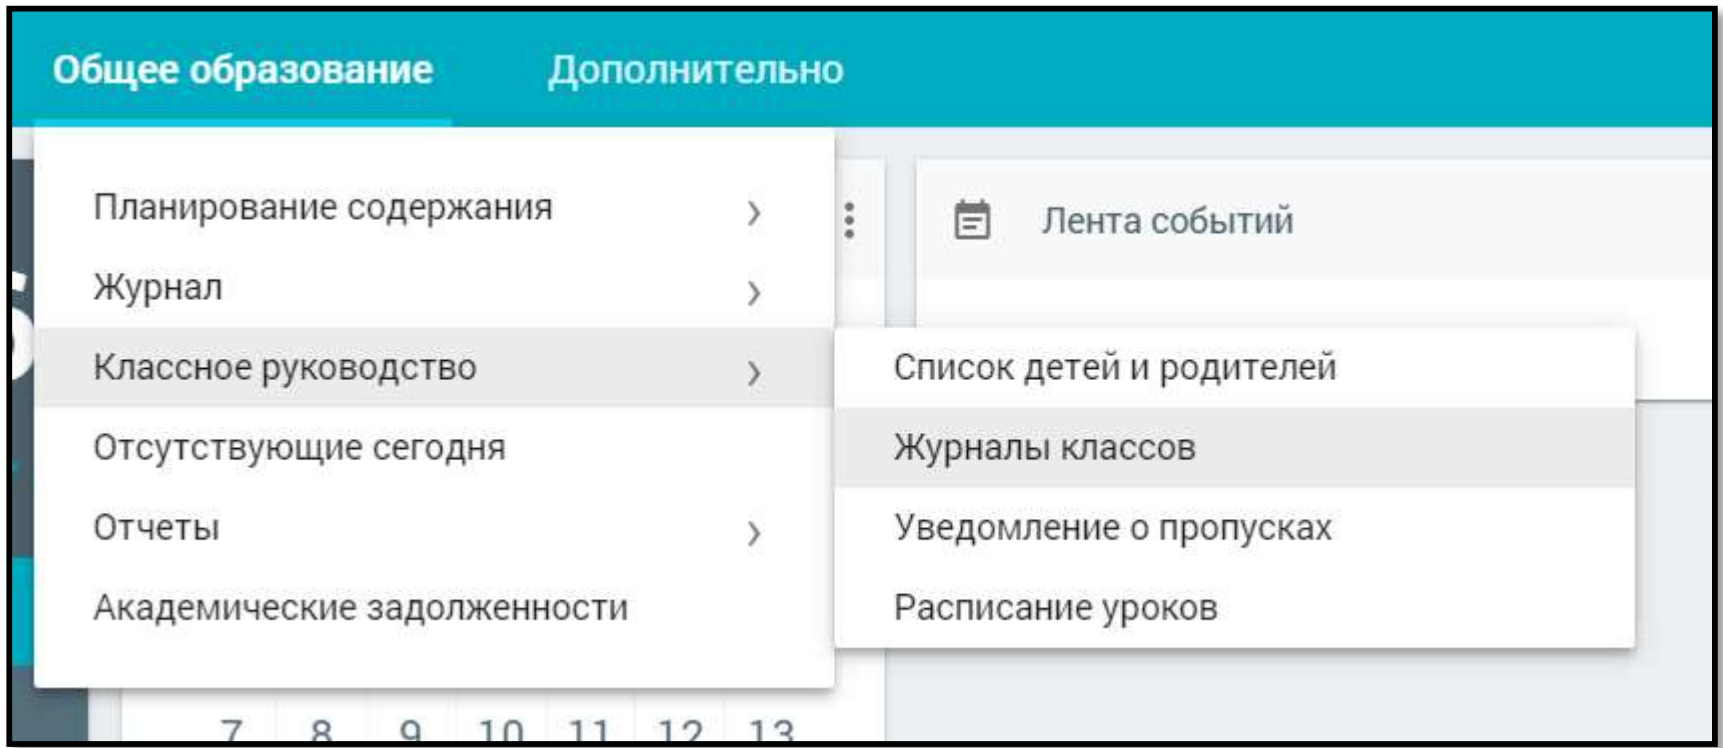 Общее образование Дополнительно
Планирование содержания
Лента событий
Журнал
Классное руководство
Список детей и родителей
Отсутствующие сегодня
Журналы классов
Отчеты
Уведомление о пропусках
Академические задолженности
Расписание уроков
7 8 9 10 11 12 13